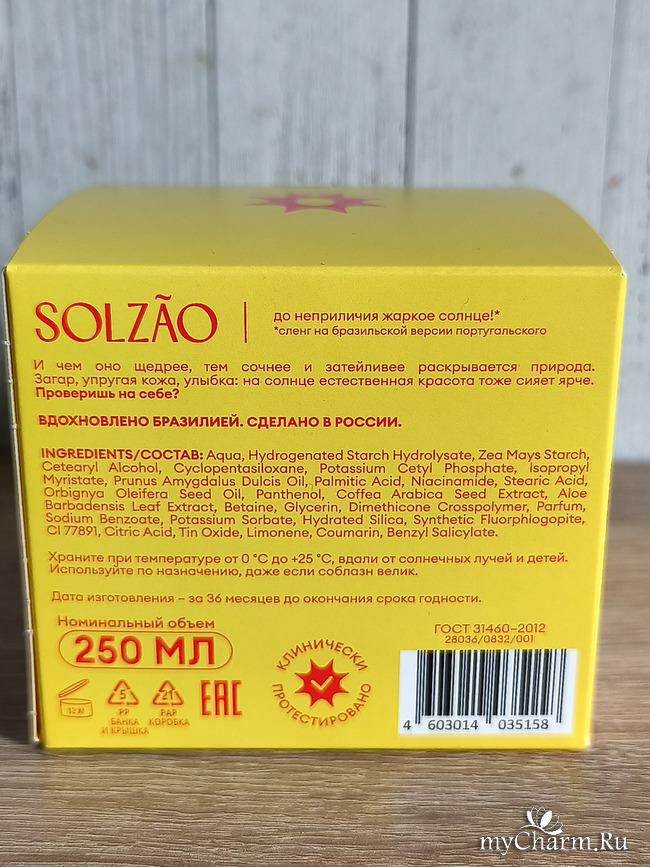 SOLZÃO
до неприличия жаркое солнце!*
*сленг на бразильской версии португальского
И чем оно щедрее, тем сочнее и затейливее раскрывается природа.
Загар, упругая кожа, улыбка: на солнце естественная красота тоже сияет ярче.
Проверишь на себе?
ВДОХНОВЛЕНО БРАЗИЛИЕЙ. СДЕЛАНО В РОССИИ.
INGREDIENTS/СОСТАВ: Aqua, Hydrogenated Starch Hydrolysate, Zea Mays Starch,
Cetearyl Alcohol, Cyclopentasiloxane, Potassium Cetyl Phosphate, Isopropyl
Myristate, Prunus Amygdalus Dulcis Oil, Palmitic Acid, Niacinamide, Stearic Acid,
Orbignya Oleifera Seed Oil, Panthenol, Coffea Arabica Seed Extract, Aloe
Barbadensis Leaf Extract, Betaine, Glycerin, Dimethicone Crosspolymer, Parfum,
Sodium Benzoate, Potassium Sorbate, Hydrated Silica, Synthetic Fluorphlogopite,
CI 77891, Citric Acid, Tin Oxide, Limonene, Coumarin, Benzyl Salicylate.
Храните при температуре от 0 °C до +25 °C, вдали от солнечных лучей и детей.
Используйте по назначению, даже если соблазн велик.
Дата изготовления – за 36 месяцев до окончания срока годности.
Номинальный объем
250 МЛ
12 M
5
PP
БАНКА
И КРЫШКА
21
PAP
КОРОБКА
EAC
КЛИНИЧЕСКИ
ПРОТЕСТИРОВАНО
ГОСТ 31460–2012
28036/0832/001
4 603014 035158
myCharm.Ru